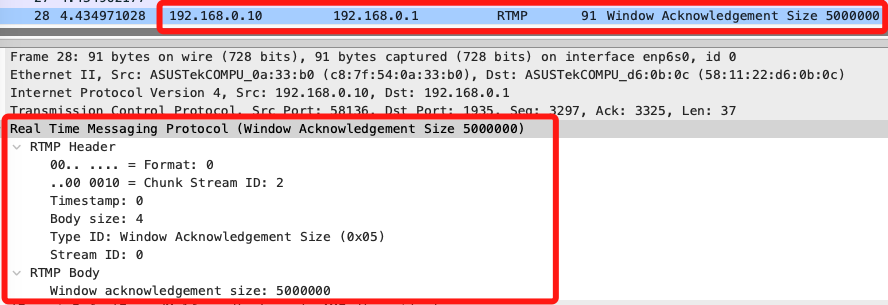 28 4.434971028 192.168.0.10 192.168.0.1 RTMP 91 Window Acknowledgement Size 5000000
Frame 28: 91 bytes on wire (728 bits), 91 bytes captured (728 bits) on interface enp6s0, id 0
Ethernet II, Src: ASUSTekCOMPU_0a:33:b0 (c8:7f:54:0a:33:b0), Dst: ASUSTekCOMPU_d6:0b:0c (58:11:22:d6:0b:0c)
Internet Protocol Version 4, Src: 192.168.0.10, Dst: 192.168.0.1
Transmission Control Protocol, Src Port: 58136, Dst Port: 1935, Seq: 3297, Ack: 3325, Len: 37
Real Time Messaging Protocol (Window Acknowledgement Size 5000000)
RTMP Header
00.. .... = Format: 0
..00 0010 = Chunk Stream ID: 2
Timestamp: 0
Body size: 4
Type ID: Window Acknowledgement Size (0x05)
Stream ID: 0
RTMP Body
Window acknowledgement size: 5000000